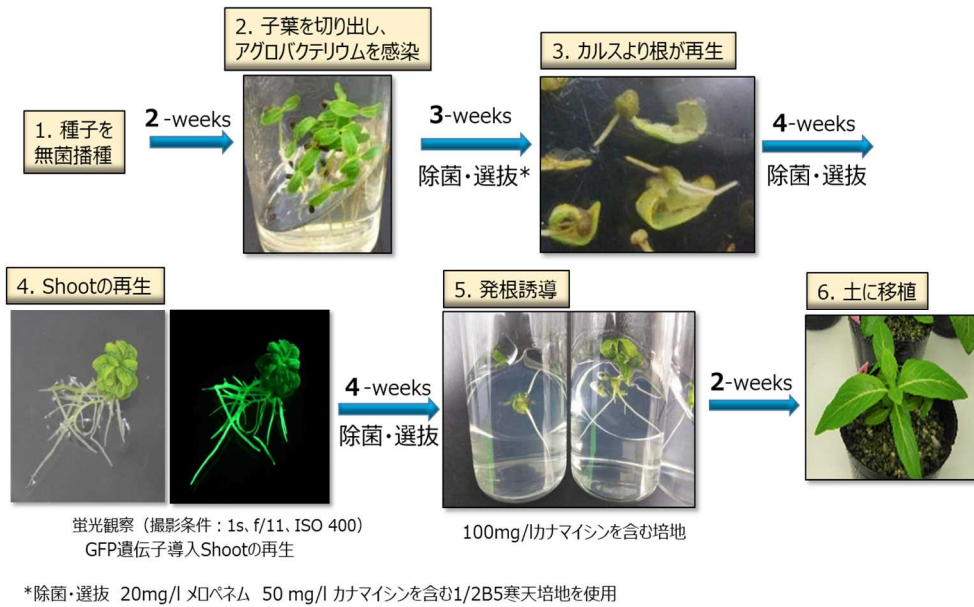 1. 種子を
無菌播種
2-weeks
2. 子葉を切り出し、
アグロバクテリウムを感染
3-weeks
除菌・選抜*
3. カルスより根が再生
4-weeks
除菌・選抜
4. Shootの再生
蛍光観察（撮影条件：1s、f/11、ISO 400）
GFP遺伝子導入Shootの再生
4-weeks
除菌・選抜
5. 発根誘導
100mg/lカナマイシンを含む培地
2-weeks
6. 土に移植
*除菌・選抜 20mg/l メロペネム 50 mg/l カナマイシンを含む1/2B5寒天培地を使用